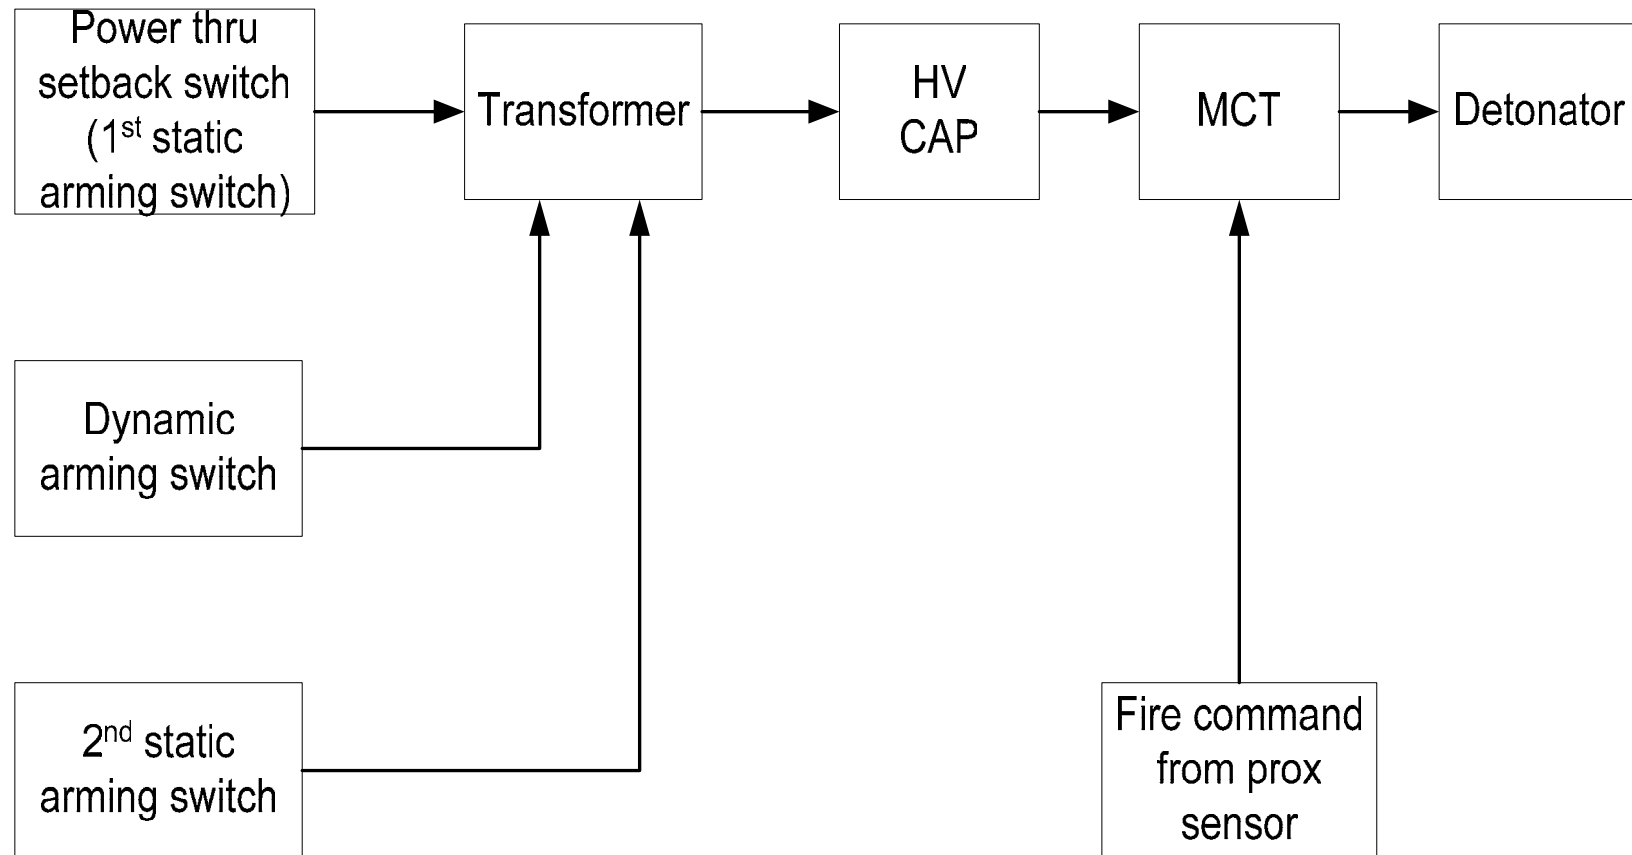 Power thru
setback switch
(1st static
arming switch)
Transformer
HV
CAP
MCT
Detonator
Dynamic
arming switch
2nd static
arming switch
Fire command
from prox
sensor